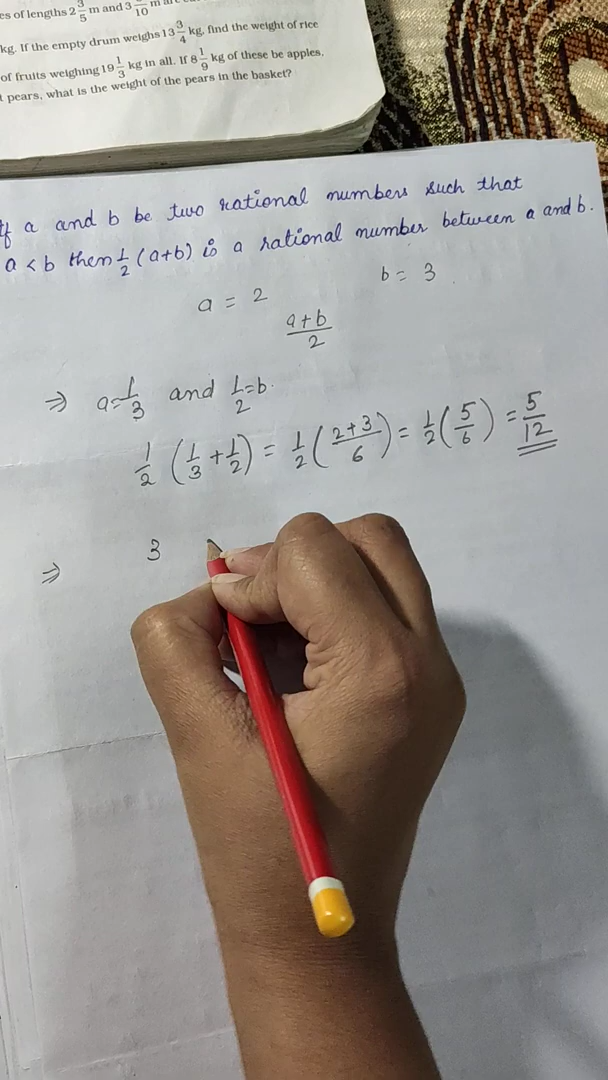 es of lengths 2 3/5 m and 3 /10 m
kg. If the empty drum weighs 13 3/4 kg, find the weight of rice
of fruits weighing 19 1/3 kg in all. If 8 1/9 kg of these be apples,
pears, what is the weight of the pears in the basket?
If a and b be two rational numbers such that
a < b then 1/2 (a+b) is a rational number between a and b.
a = 2 b = 3
a+b/2
⇒ a=1/3 and 1/2=b.
1/2 (1/3 + 1/2) = 1/2 (2+3/6) = 1/2 (5/6) = 5/12
⇒ 3